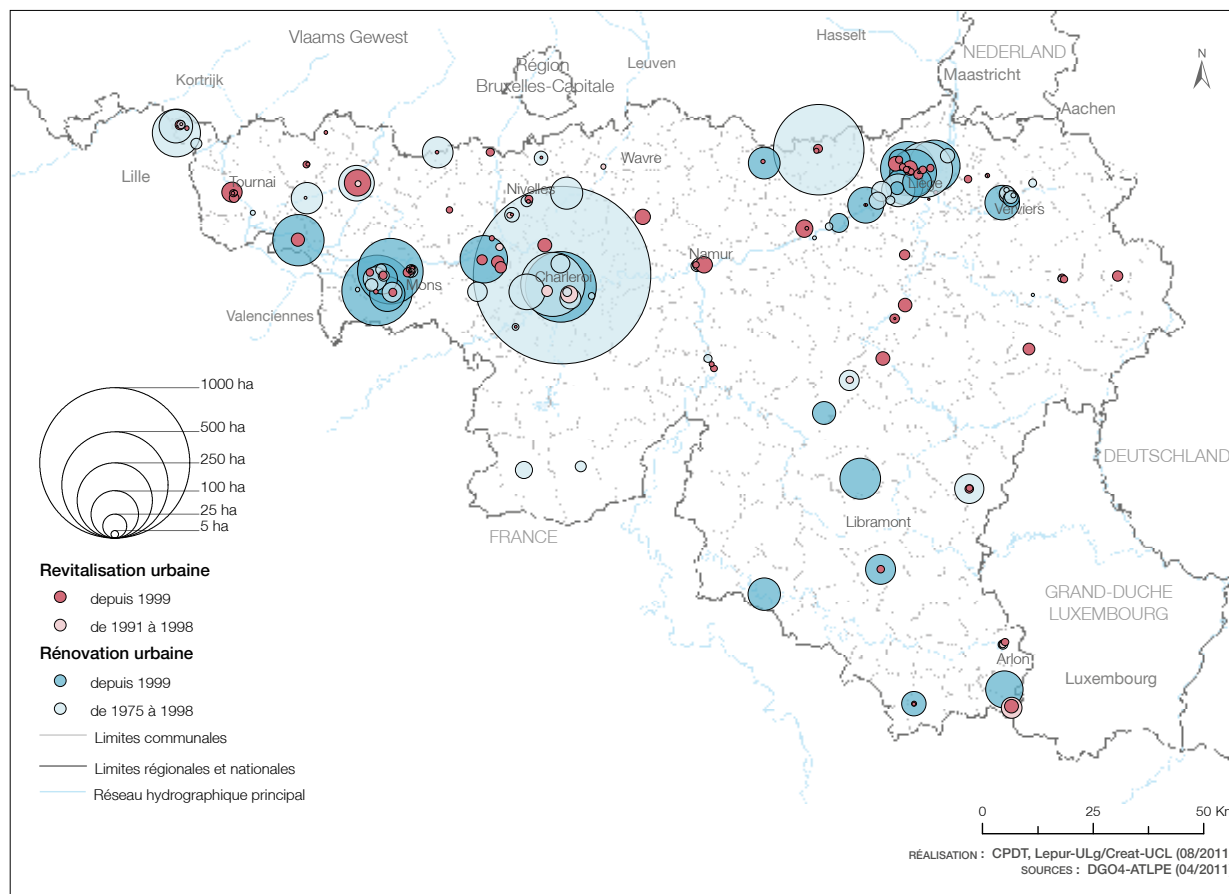 Vlaams Gewest
Hasselt
NEDERLAND
Maastricht
N
Région
Bruxelles-Capitale
Leuven
Kortrijk
Aachen
Lille
Tournai
Wavre
Nivelles
Liège
Verviers
Namur
Charleroi
Mons
Valenciennes
1000 ha
500 ha
250 ha
100 ha
25 ha
5 ha
DEUTSCHLAND
Libramont
FRANCE
GRAND-DUCHE
LUXEMBOURG
Arlon
Luxembourg
Revitalisation urbaine
depuis 1999
de 1991 à 1998
Rénovation urbaine
depuis 1999
de 1975 à 1998
Limites communales
Limites régionales et nationales
Réseau hydrographique principal
0 25 50 Km
RÉALISATION : CPDT, Lepur-ULg/Creat-UCL (08/2011
SOURCES : DGO4-ATLPE (04/2011